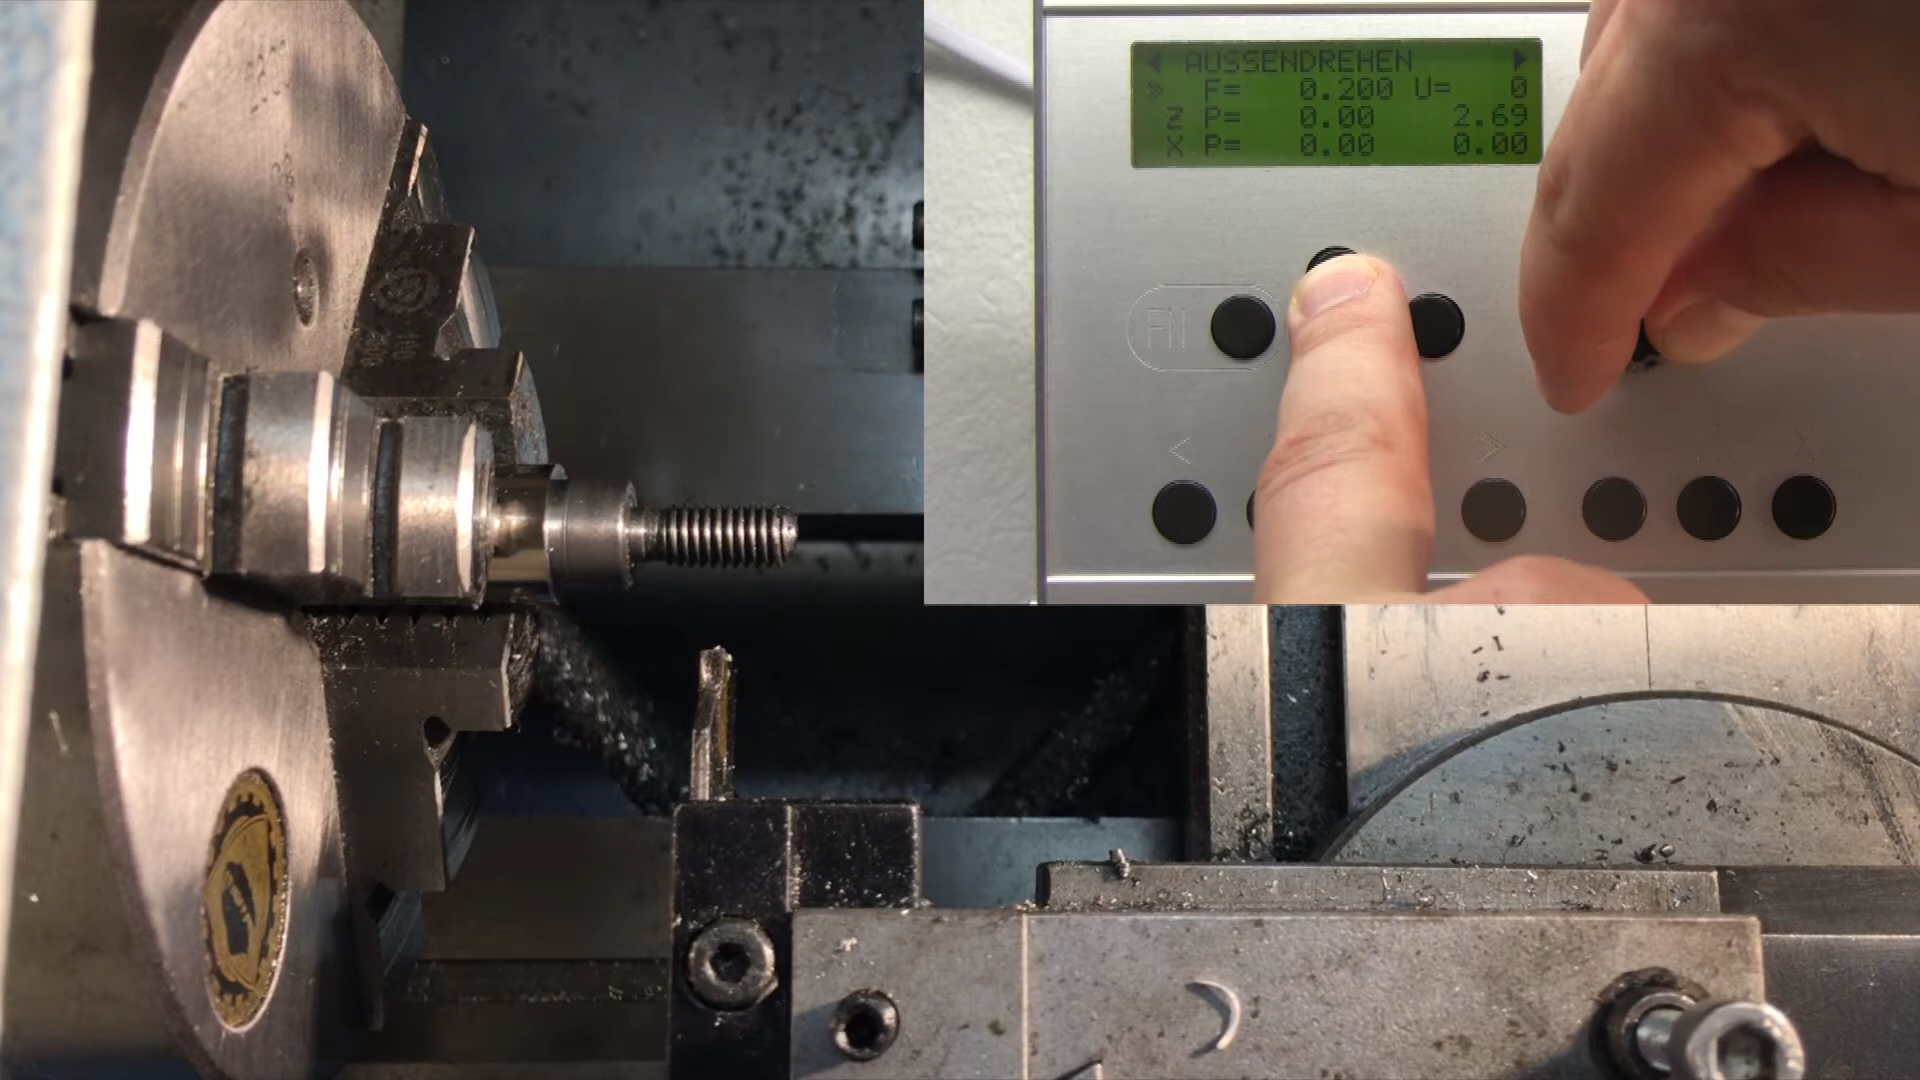 ◄ AUSSENDREHEN ►
» F= 0.200 U= 0
Z P= 0.00 2.69
X P= 0.00 0.00
FN
< »